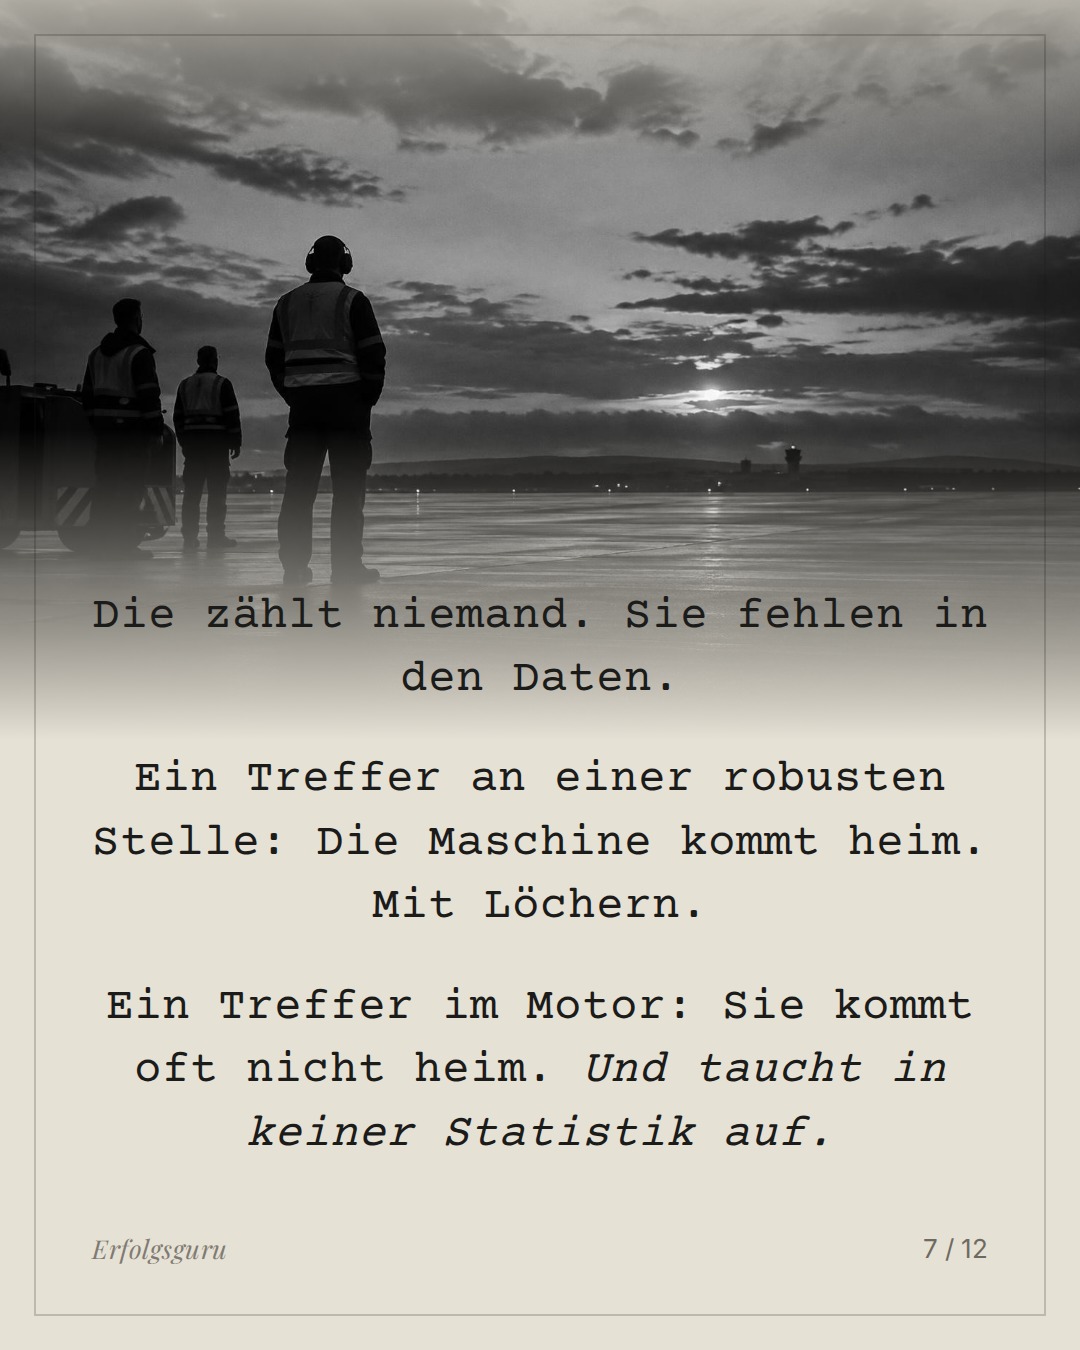 Die zählt niemand. Sie fehlen in
den Daten.
Ein Treffer an einer robusten
Stelle: Die Maschine kommt heim.
Mit Löchern.
Ein Treffer im Motor: Sie kommt
oft nicht heim. Und taucht in
keiner Statistik auf.
Erfolgsguru
7 / 12